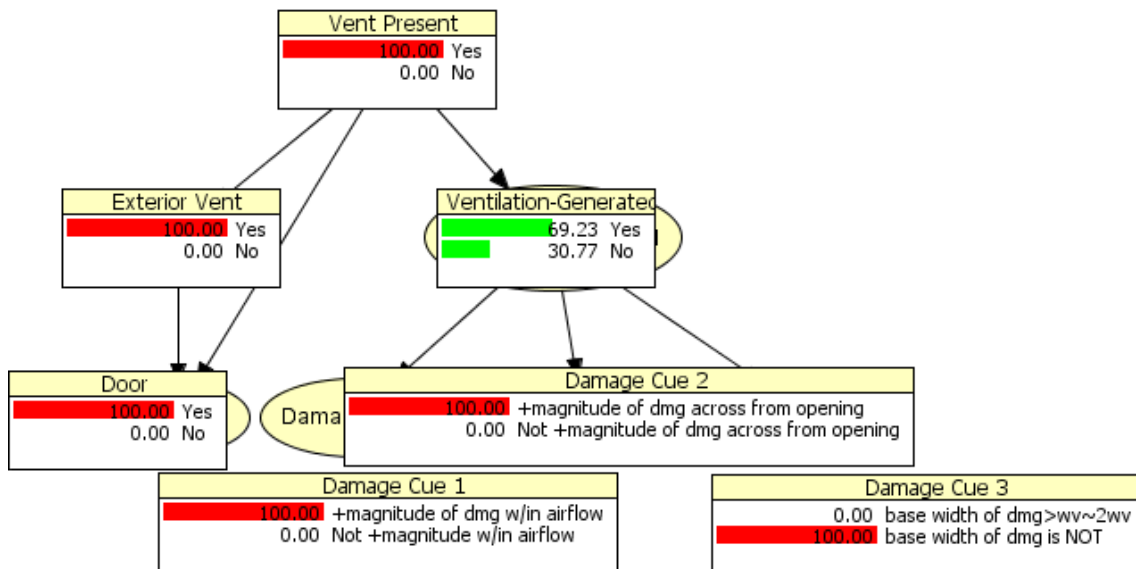 Vent Present
100.00 Yes
0.00 No
Exterior Vent
100.00 Yes
0.00 No
Ventilation-Generated
69.23 Yes
30.77 No
Door
100.00 Yes
0.00 No
Dama
Damage Cue 2
100.00 +magnitude of dmg across from opening
0.00 Not +magnitude of dmg across from opening
Damage Cue 1
100.00 +magnitude of dmg w/in airflow
0.00 Not +magnitude w/in airflow
Damage Cue 3
0.00 base width of dmg>wv~2wv
100.00 base width of dmg is NOT